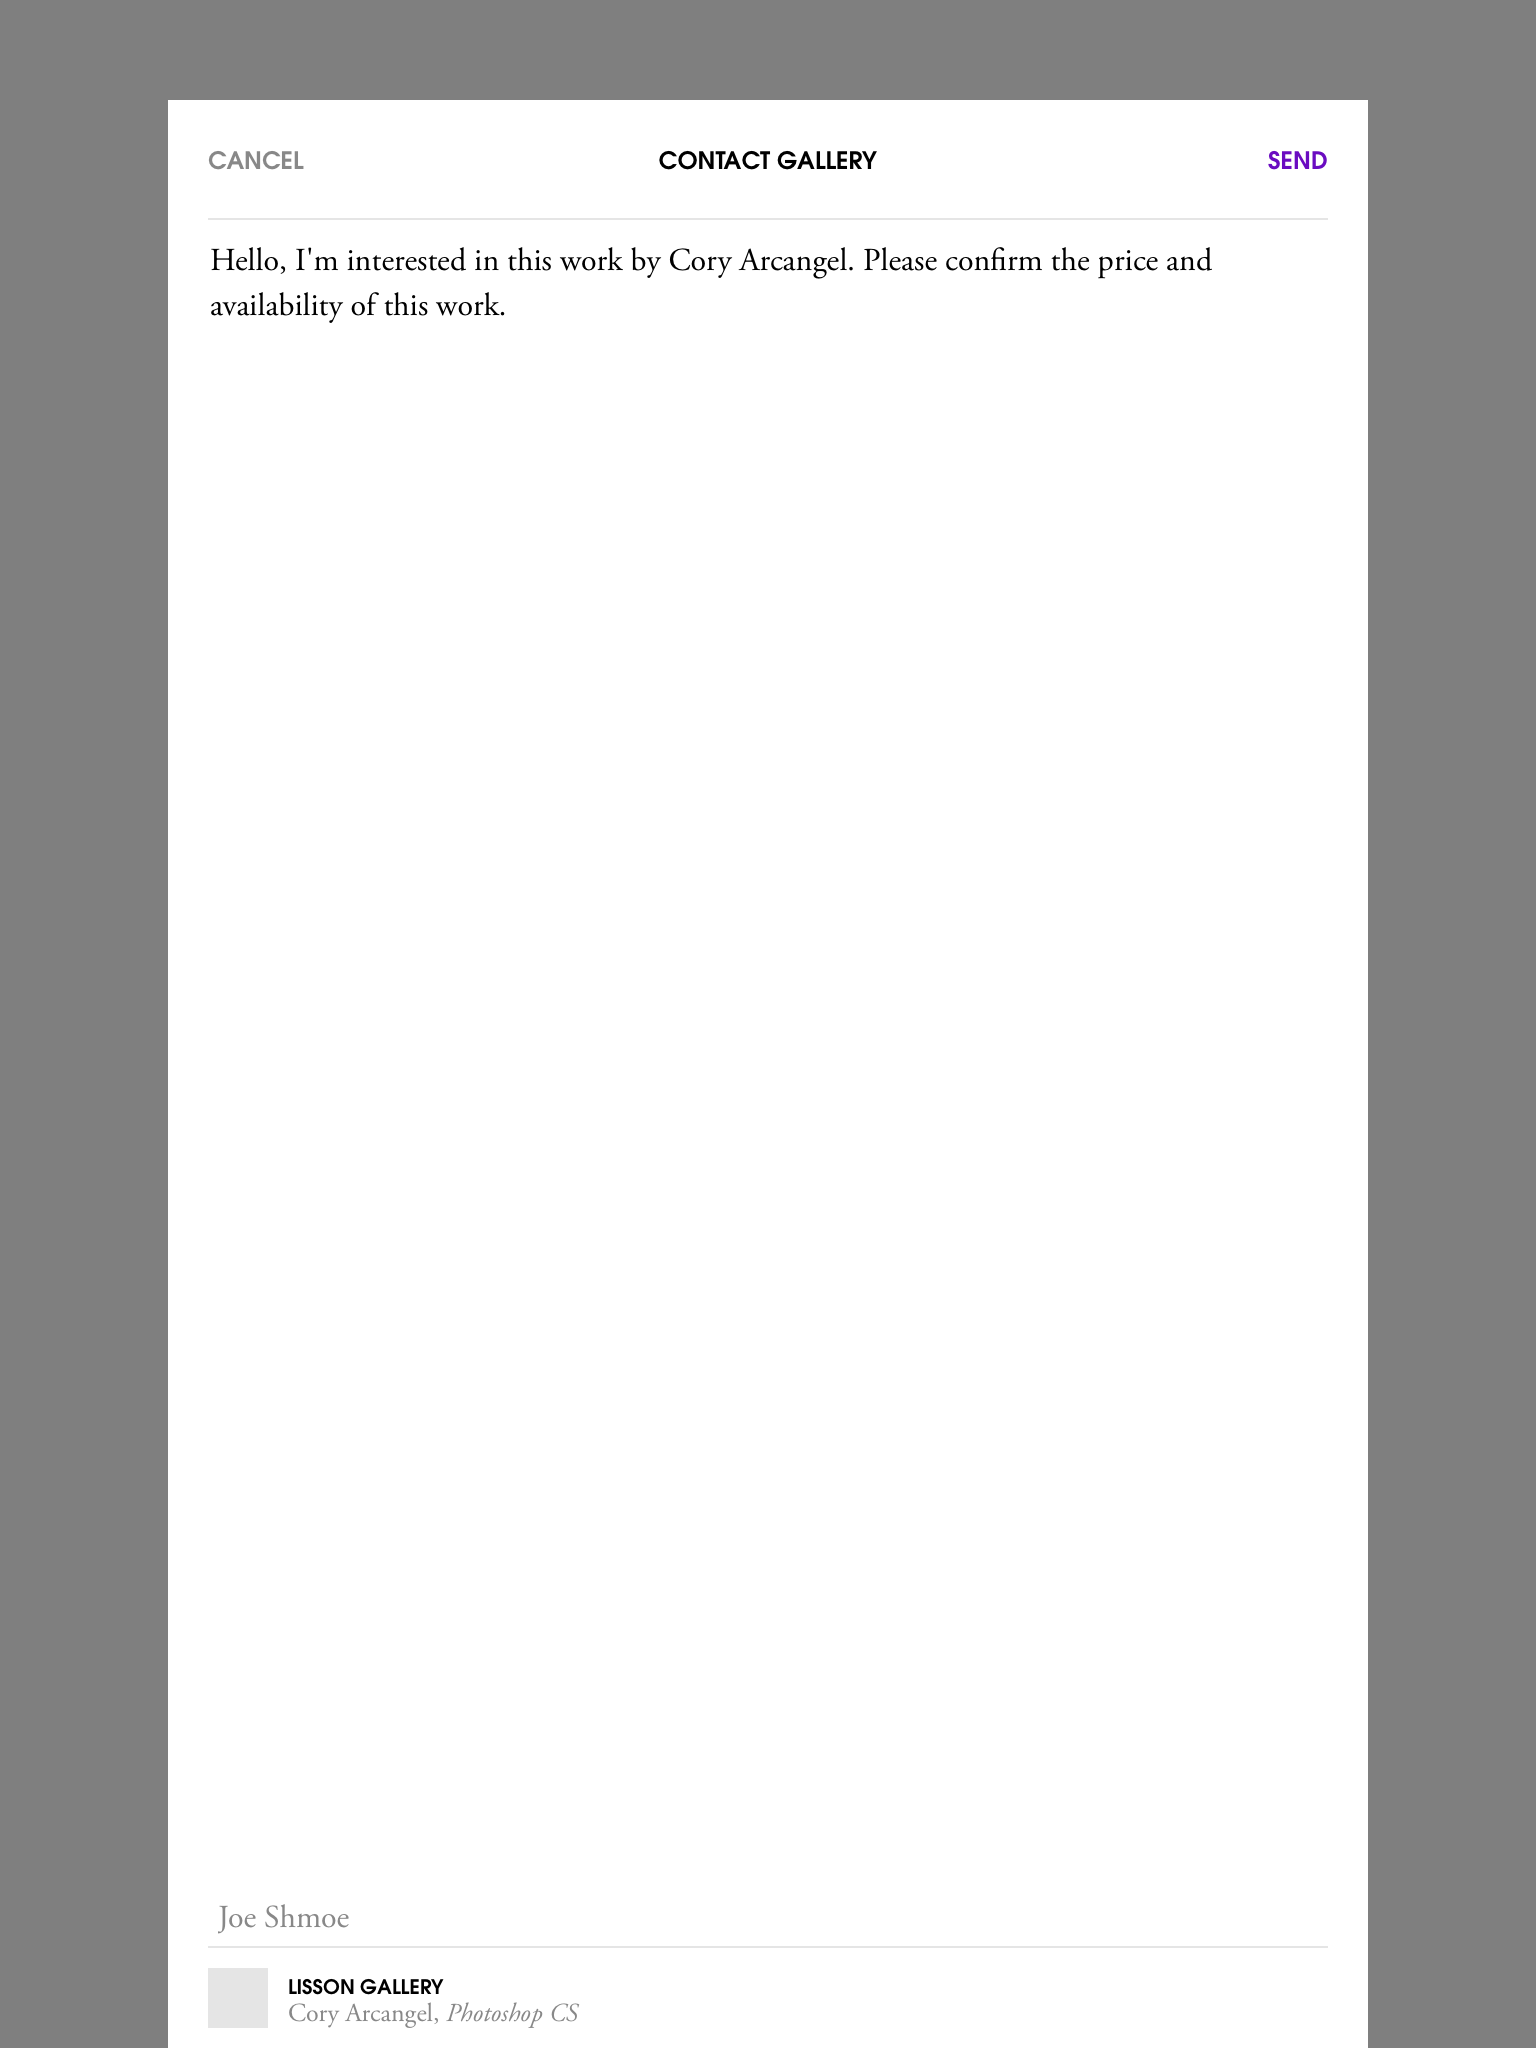 CANCEL CONTACT GALLERY SEND
Hello, I'm interested in this work by Cory Arcangel. Please confirm the price and
availability of this work.
Joe Shmoe
LISSON GALLERY
Cory Arcangel, Photoshop CS